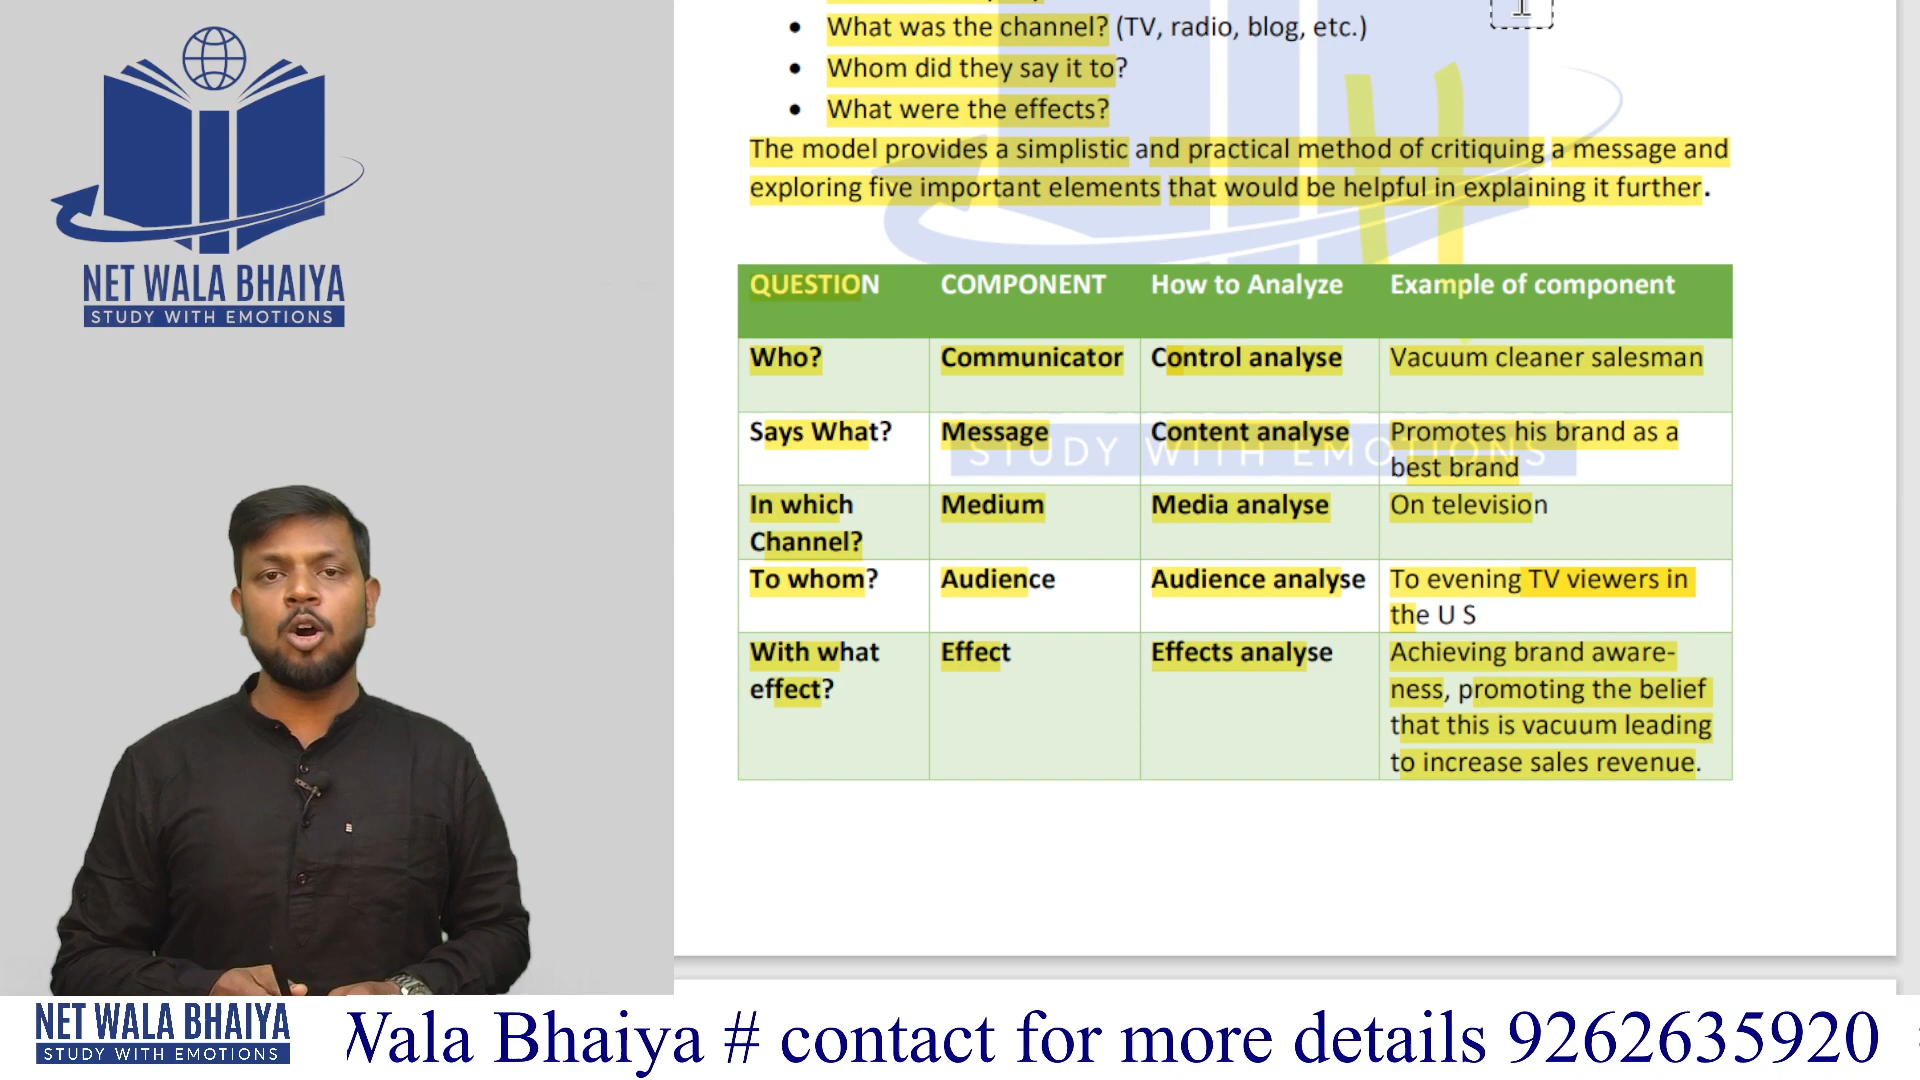 NET WALA BHAIYA
STUDY WITH EMOTIONS
• What was the channel? (TV, radio, blog, etc.)
• Whom did they say it to?
• What were the effects?
The model provides a simplistic and practical method of critiquing a message and
exploring five important elements that would be helpful in explaining it further.
QUESTION COMPONENT How to Analyze Example of component
Who? Communicator Control analyse Vacuum cleaner salesman
Says What? Message Content analyse Promotes his brand as a
best brand
STUDY WITH EMOTIONS
In which Medium Media analyse On television
Channel?
To whom? Audience Audience analyse To evening TV viewers in
the U S
With what Effect Effects analyse Achieving brand aware-
effect? ness, promoting the belief
that this is vacuum leading
to increase sales revenue.
NET WALA BHAIYA
STUDY WITH EMOTIONS
Wala Bhaiya # contact for more details 9262635920